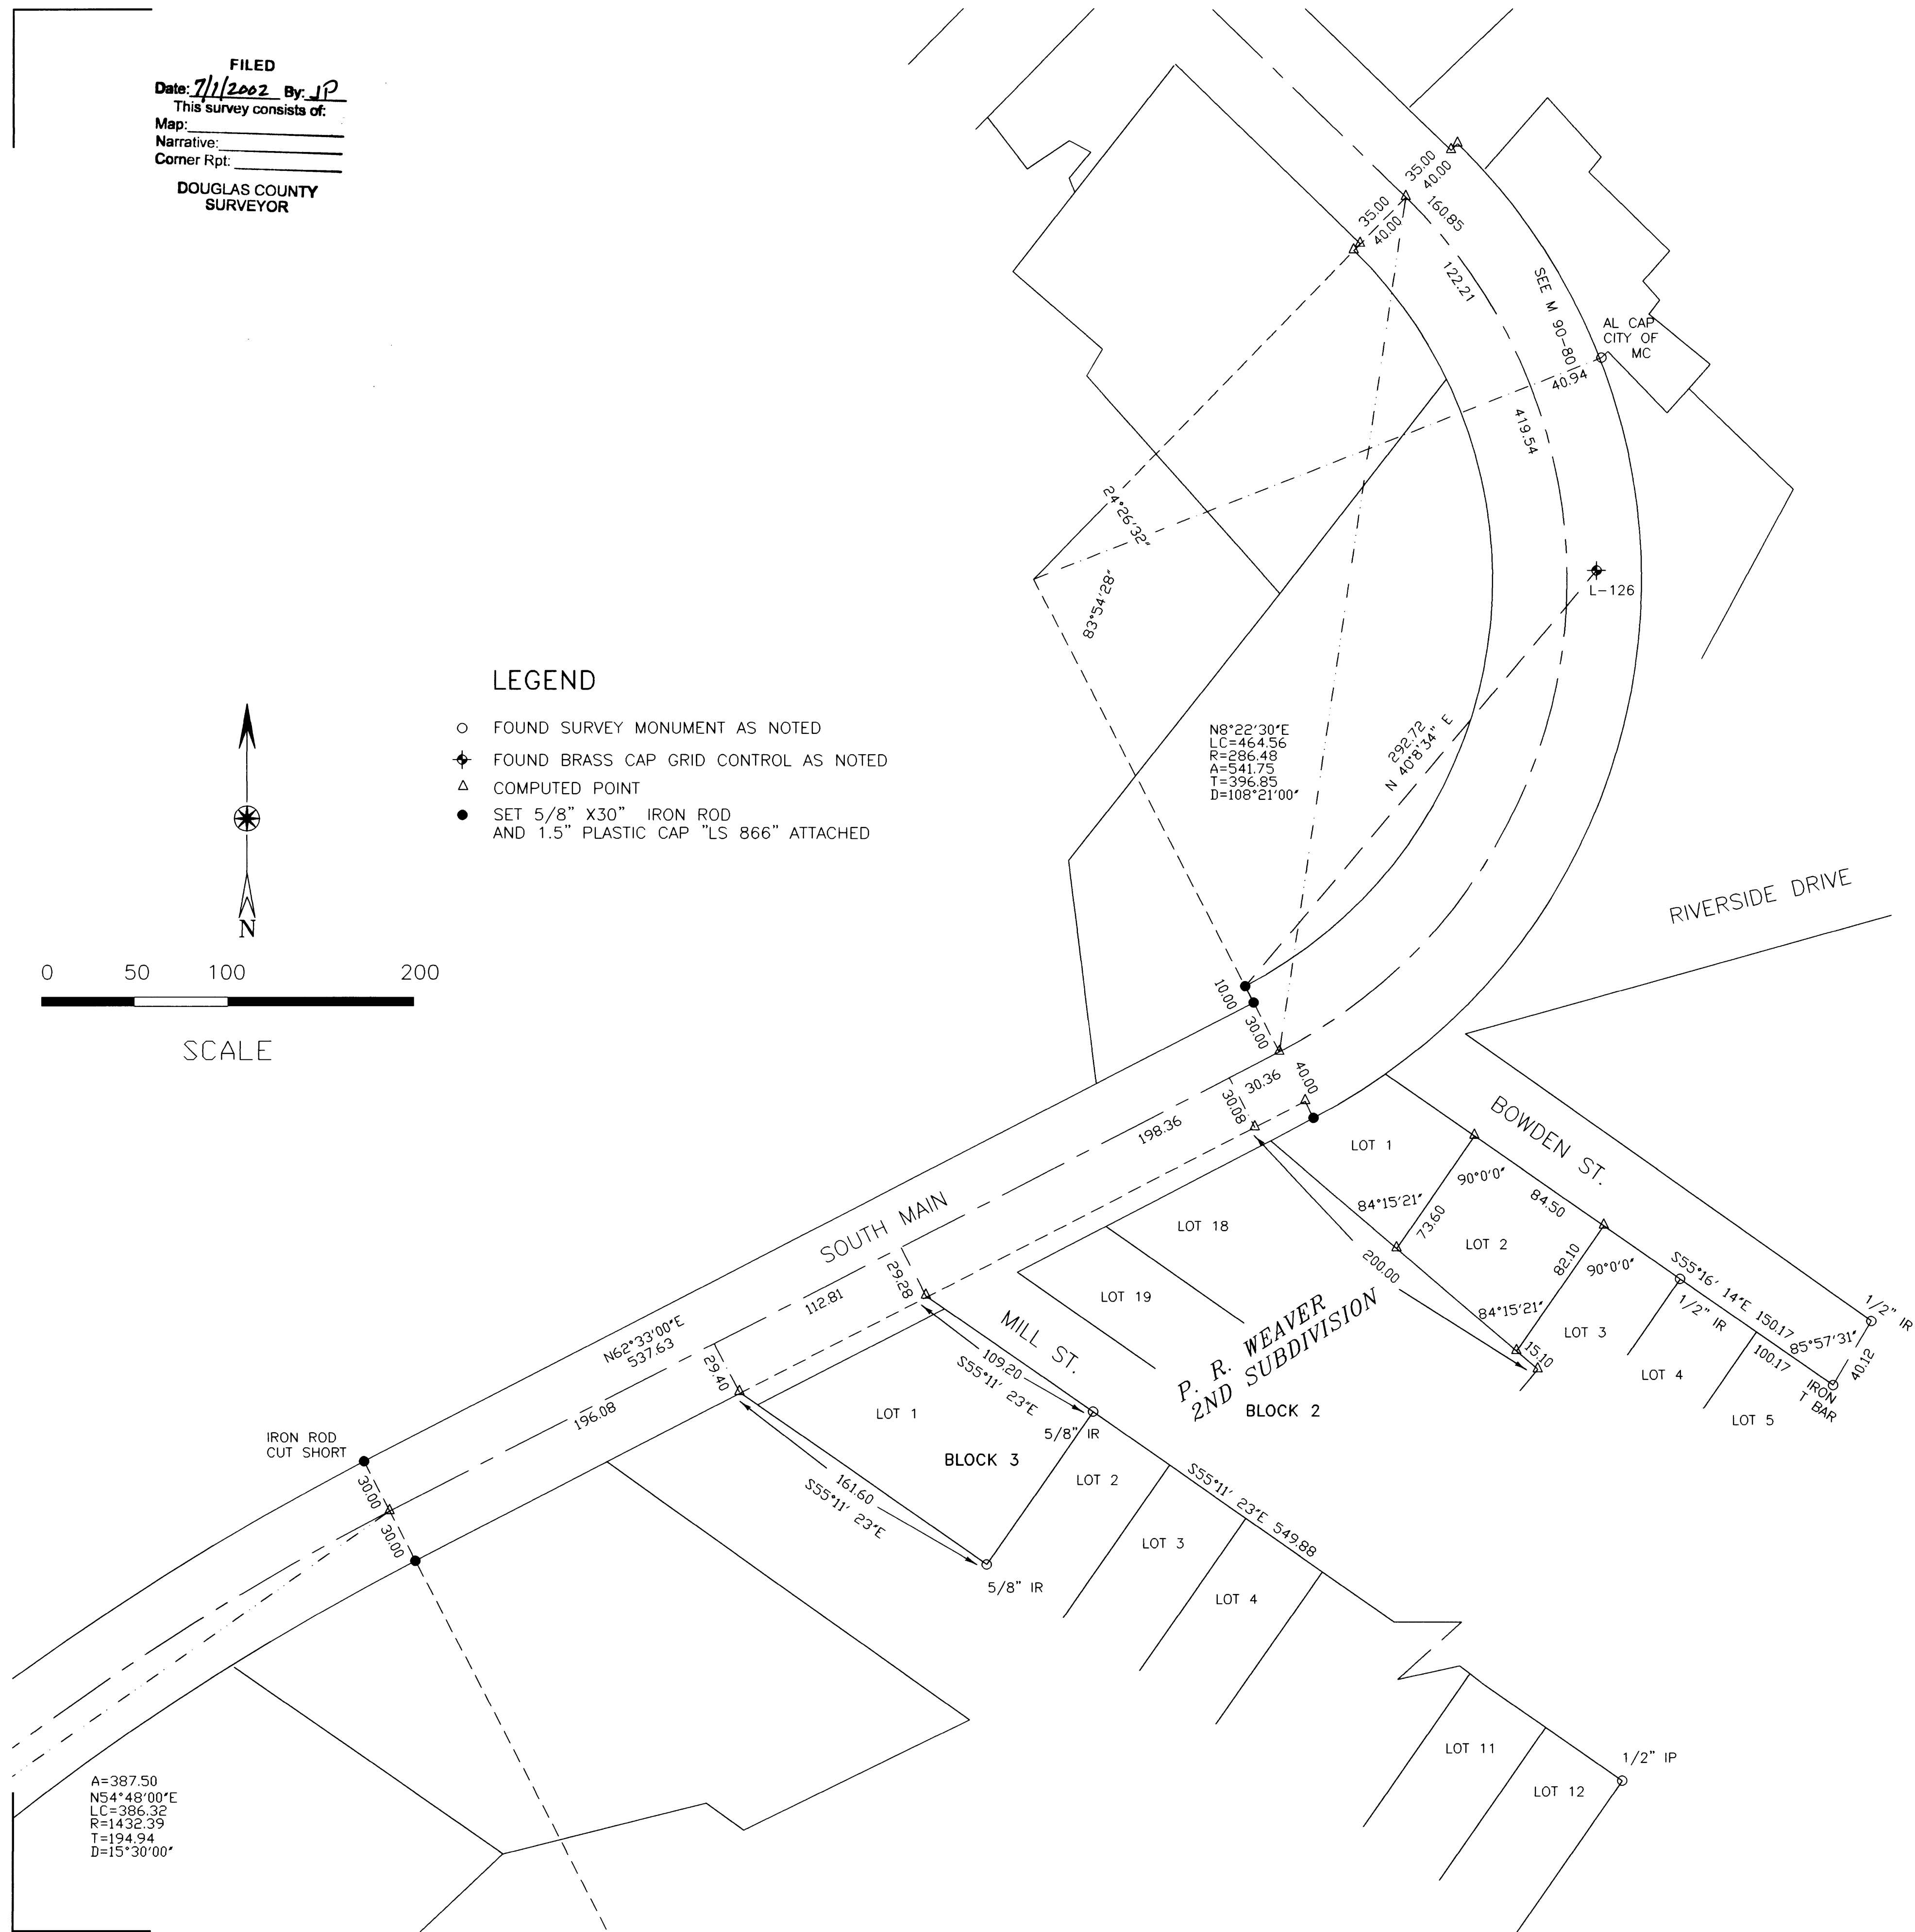 FILED
Date: 7/1/2002 By: JP
This survey consists of:
Map:
Narrative:
Corner Rpt:
DOUGLAS COUNTY
SURVEYOR
35.00
40.00
35.00
40.00
160.85
122.21
SEE M 90-80
AL CAP
CITY OF
MC
40.94
419.54
24°26'32"
83°54'28"
L-126
LEGEND
FOUND SURVEY MONUMENT AS NOTED
FOUND BRASS CAP GRID CONTROL AS NOTED
COMPUTED POINT
SET 5/8" X30" IRON ROD
AND 1.5" PLASTIC CAP "LS 866" ATTACHED
N
0 50 100 200
SCALE
N8°22'30"E
LC=464.56
R=286.48
A=541.75
T=396.85
D=108°21'00"
292.72
N 40°8'34" E
RIVERSIDE DRIVE
10.00
30.00
40.00
30.36
30.08
198.36
BOWDEN ST.
LOT 1
90°0'0"
84°15'21"
73.60
84.50
LOT 2
82.10
90°0'0"
200.00
84°15'21"
15.10
LOT 3
S55°16' 14"E 150.17
1/2" IR
1/2" IR
85°57'31"
40.12
100.17
IRON
T BAR
LOT 4
LOT 5
LOT 18
LOT 19
SOUTH MAIN
29.28
112.81
N62°33'00"E
537.63
29.40
196.08
MILL ST.
109.20
S55°11' 23"E
P. R. WEAVER
2ND SUBDIVISION
BLOCK 2
LOT 1
BLOCK 3
5/8" IR
161.60
S55°11' 23"E
5/8" IR
LOT 2
LOT 3
LOT 4
S55°11' 23"E 549.88
IRON ROD
CUT SHORT
30.00
30.00
LOT 11
LOT 12
1/2" IP
A=387.50
N54°48'00"E
LC=386.32
R=1432.39
T=194.94
D=15°30'00"